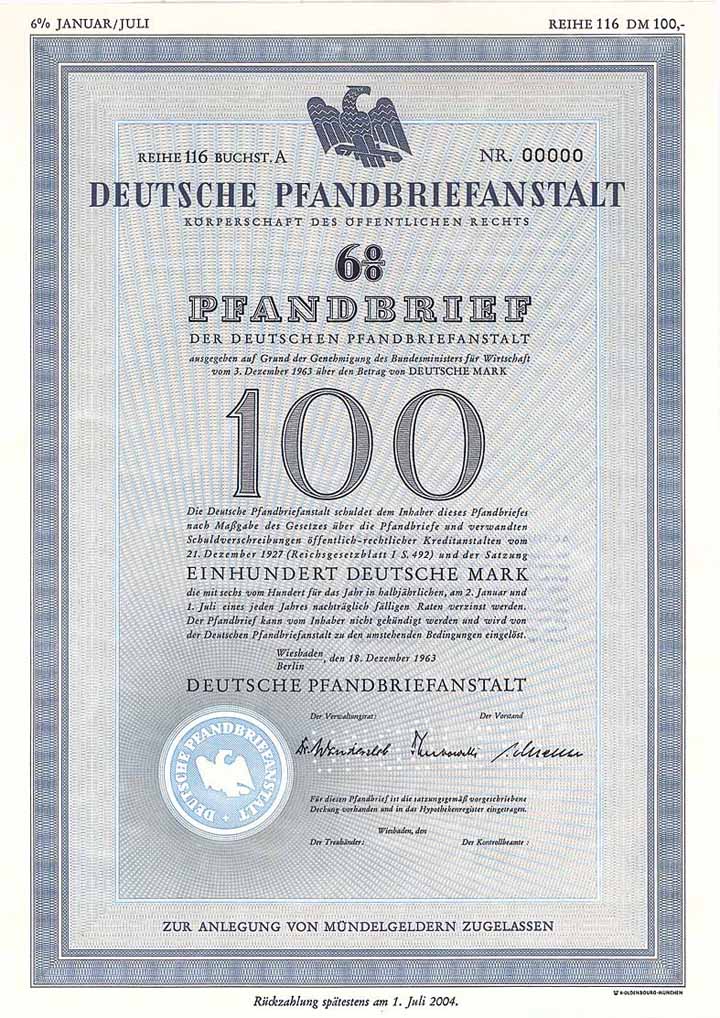 6% JANUAR/JULI
REIHE 116 DM 100,-
REIHE 116 BUCHST. A
NR. 00000
DEUTSCHE PFANDBRIEFANSTALT
KÖRPERSCHAFT DES ÖFFENTLICHEN RECHTS
6%
PFANDBRIEF
DER DEUTSCHEN PFANDBRIEFANSTALT
ausgegeben auf Grund der Genehmigung des Bundesministers für Wirtschaft
vom 3. Dezember 1963 über den Betrag von DEUTSCHE MARK
100
Die Deutsche Pfandbriefanstalt schuldet dem Inhaber dieses Pfandbriefes
nach Maßgabe des Gesetzes über die Pfandbriefe und verwandten
Schuldverschreibungen öffentlich-rechtlicher Kreditanstalten vom
21. Dezember 1927 (Reichsgesetzblatt I S. 492) und der Satzung
EINHUNDERT DEUTSCHE MARK
die mit sechs vom Hundert für das Jahr in halbjährlichen, am 2. Januar und
1. Juli eines jeden Jahres nachträglich fälligen Raten verzinst werden.
Der Pfandbrief kann vom Inhaber nicht gekündigt werden und wird von
der Deutschen Pfandbriefanstalt zu den umstehenden Bedingungen eingelöst.
Wiesbaden
Berlin, den 18. Dezember 1963
DEUTSCHE PFANDBRIEFANSTALT
Der Verwaltungsrat:
Der Vorstand
DEUTSCHE PFANDBRIEFANSTALT
Für diesen Pfandbrief ist die satzungsgemäß vorgeschriebene
Deckung vorhanden und in das Hypothekenregister eingetragen.
Wiesbaden, den
Der Treuhänder:
Der Kontrollbeamte:
ZUR ANLEGUNG VON MÜNDELGELDERN ZUGELASSEN
R·OLDENBOURG·MÜNCHEN
Rückzahlung spätestens am 1. Juli 2004.